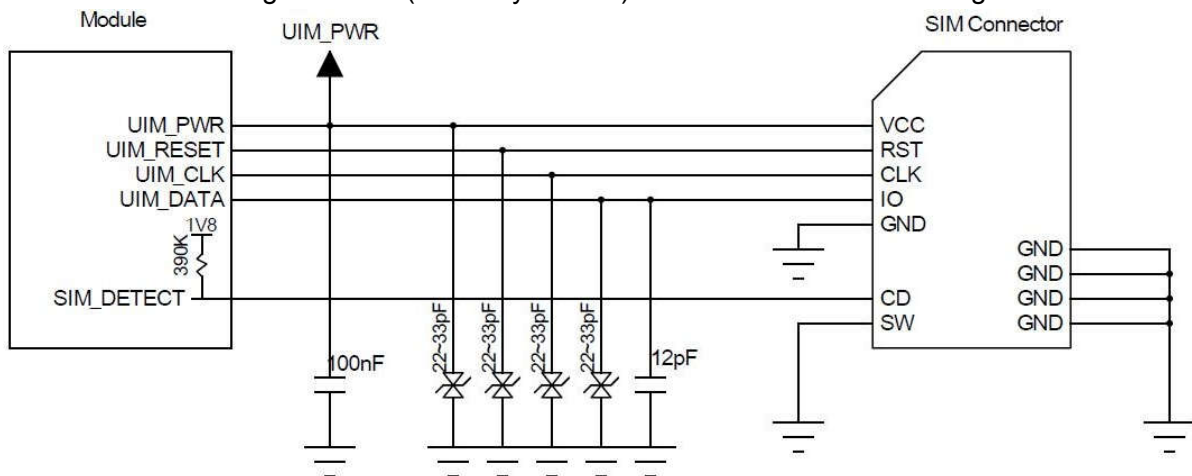 Module
UIM_PWR
SIM Connector
UIM_PWR
UIM_RESET
UIM_CLK
UIM_DATA
1V8
390K
SIM_DETECT
100nF
22~33pF
22~33pF
22~33pF
22~33pF
12pF
VCC
RST
CLK
IO
GND
CD
SW
GND
GND
GND
GND